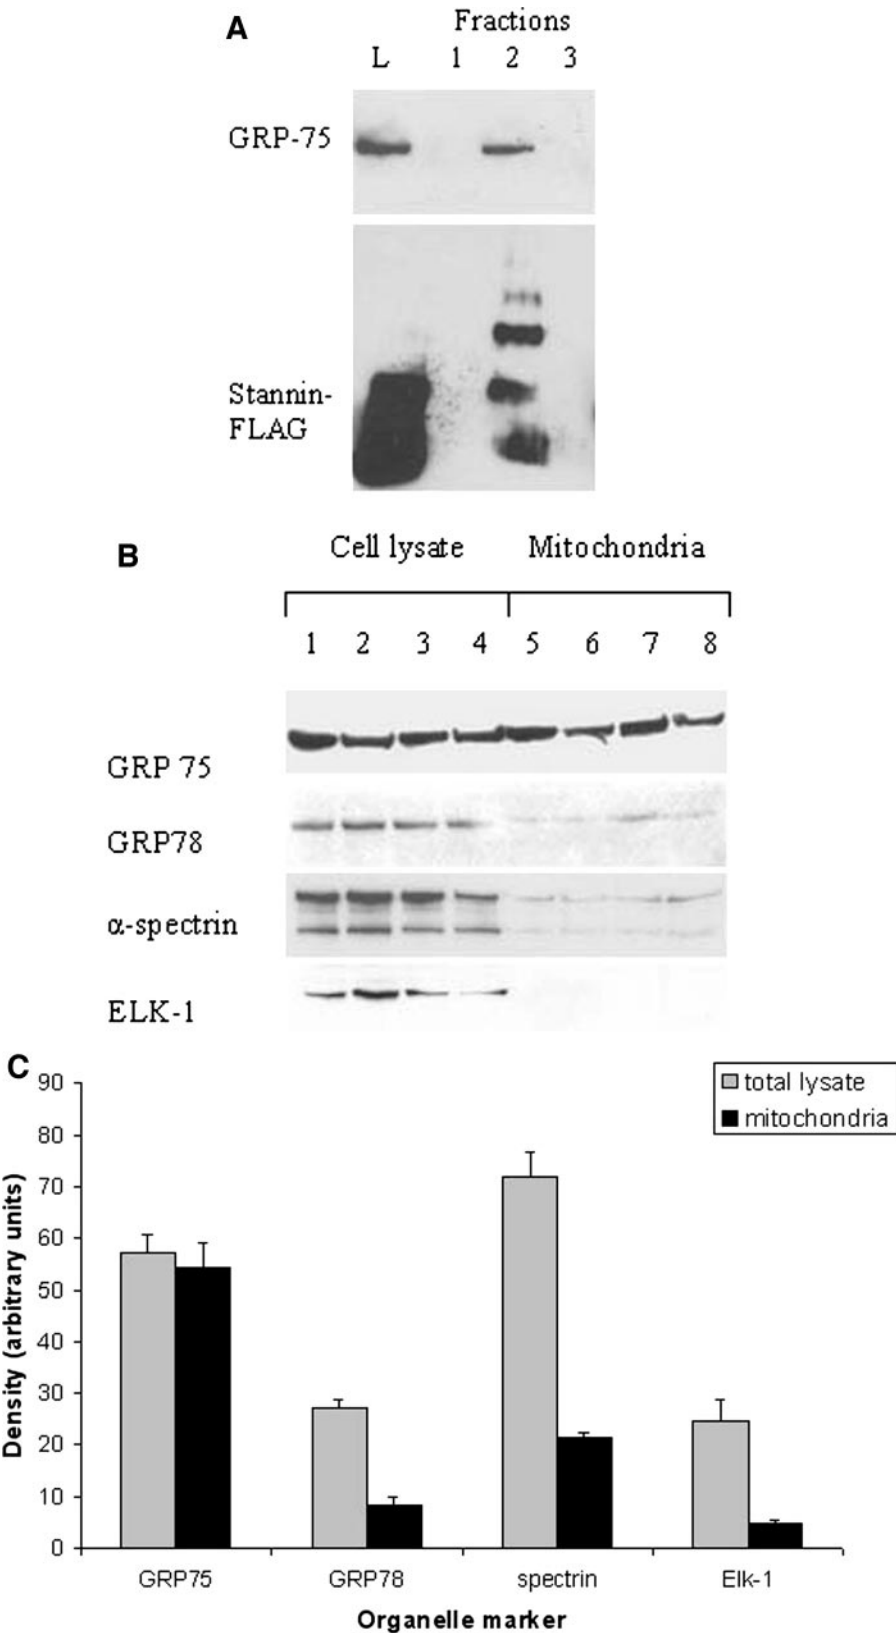 A
Fractions
L 1 2 3
GRP-75
Stannin-
FLAG
B
Cell lysate Mitochondria
1 2 3 4 5 6 7 8
GRP 75
GRP78
α-spectrin
ELK-1
C
90
80
70
60
50
40
30
20
10
0
Density (arbitrary units)
total lysate
mitochondria
GRP75 GRP78 spectrin Elk-1
Organelle marker